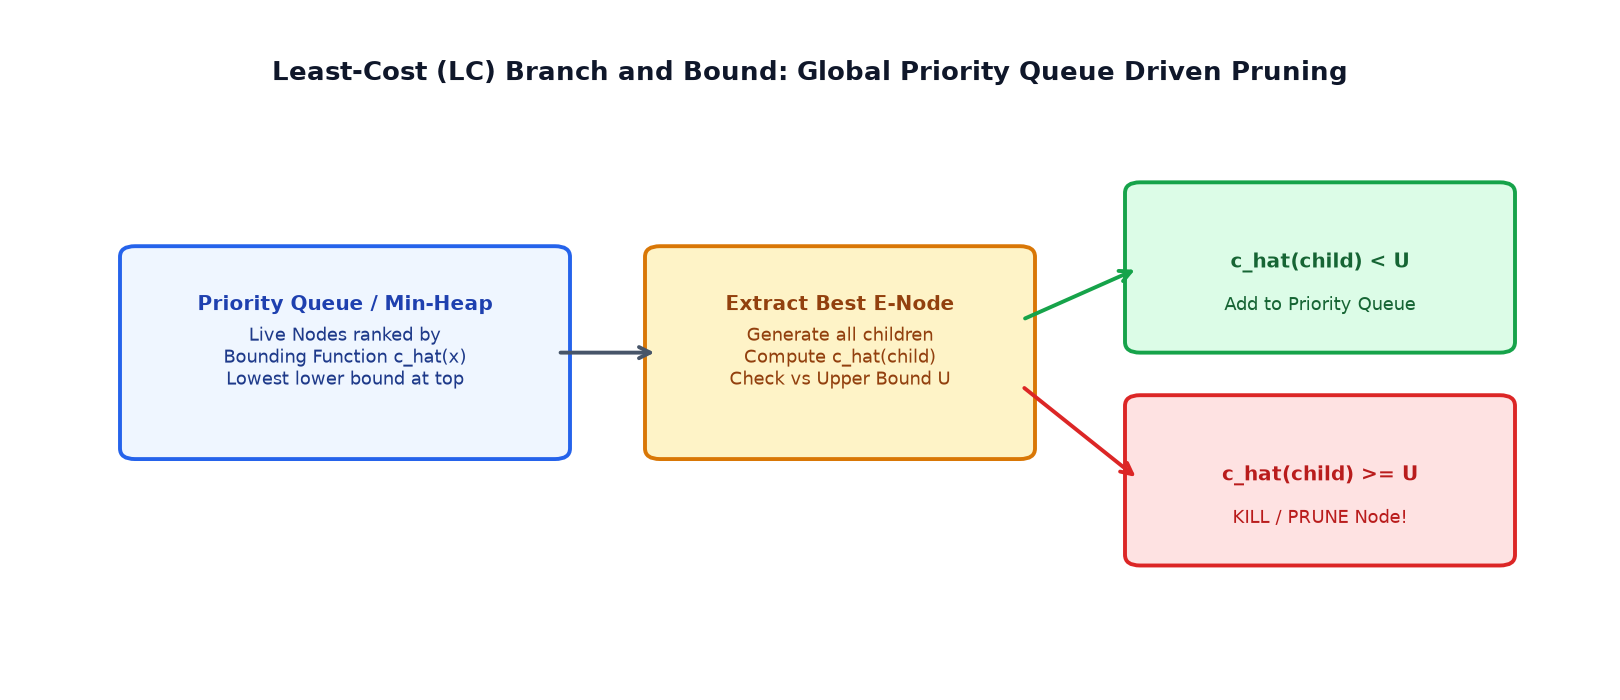 Least-Cost (LC) Branch and Bound: Global Priority Queue Driven Pruning
Priority Queue / Min-Heap
Live Nodes ranked by
Bounding Function c_hat(x)
Lowest lower bound at top
Extract Best E-Node
Generate all children
Compute c_hat(child)
Check vs Upper Bound U
c_hat(child) < U
Add to Priority Queue
c_hat(child) >= U
KILL / PRUNE Node!